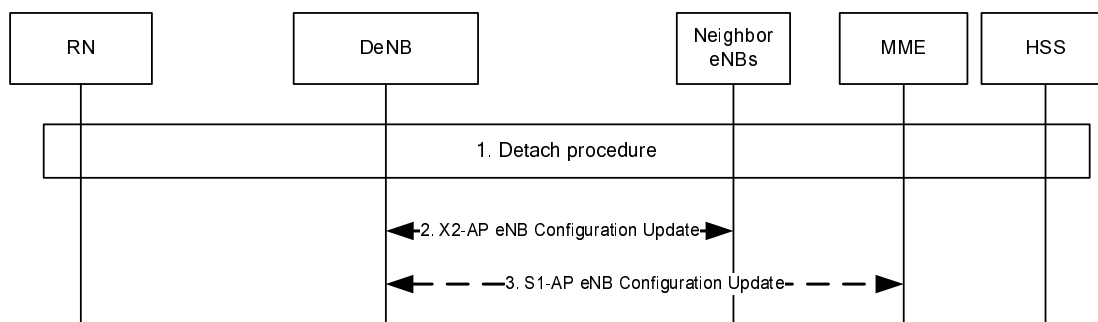 RN
DeNB
Neighbor
eNBs
MME
HSS
1. Detach procedure
2. X2-AP eNB Configuration Update
3. S1-AP eNB Configuration Update